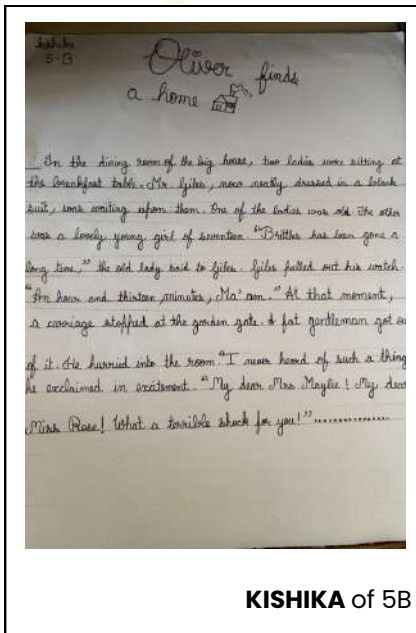 Kishika
5-B
Oliver finds
a home
In the dining room of the big house, two ladies were sitting at
the breakfast table. Mr Giles, now neatly dressed in a black
suit, was waiting upon them. One of the ladies was old. The other
was a lovely young girl of seventeen. "Brittles has been gone a
long time," the old lady said to Giles. Giles pulled out his watch.
"An hour and thirteen minutes, Ma'am." At that moment,
a carriage stopped at the garden gate. A fat gentleman got ou
of it. He hurried into the room. "I never heard of such a thing
he exclaimed in excitment. "My dear Mrs Maylie! My dear
Miss Rose! What a terrible shock for you!"..............
KISHIKA of 5B